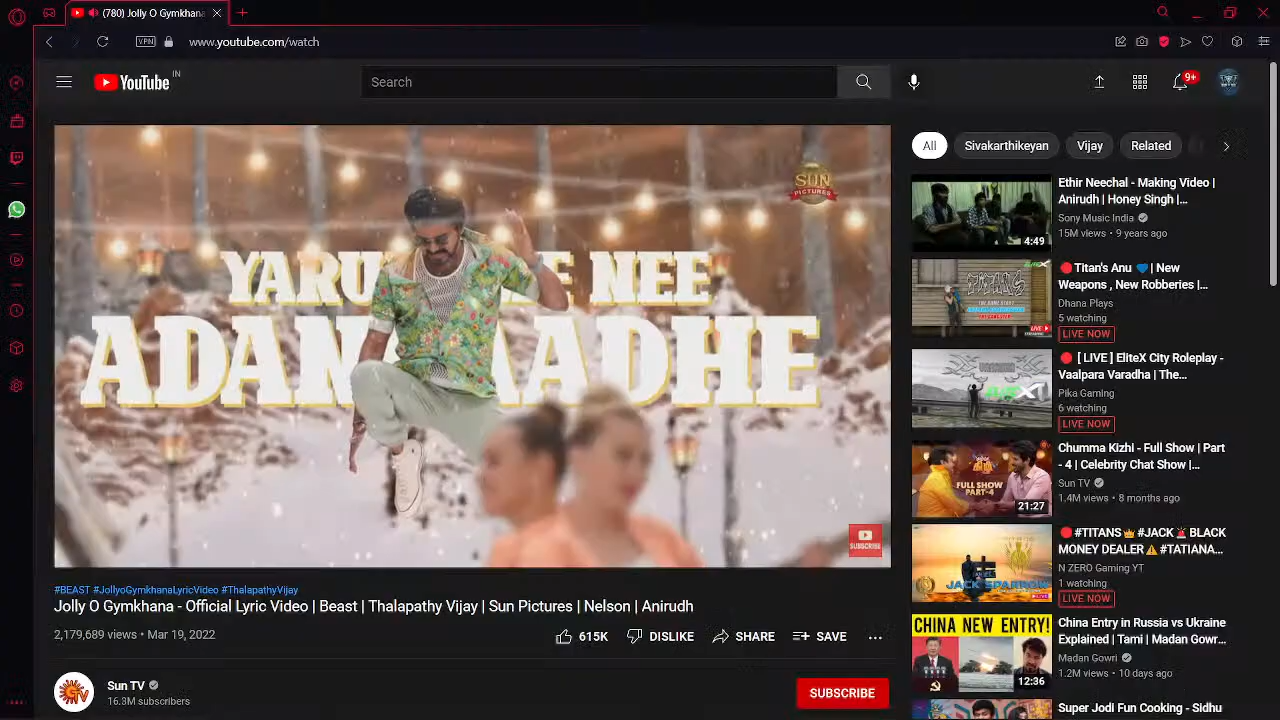 (780) Jolly O Gymkhana
VPN
www.youtube.com/watch
YouTube
IN
Search
9+
SUN
PICTURES
NEE
SUBSCRIBE
#BEAST #JollyoGymkhanaLyricVideo #ThalapathyVijay
Jolly O Gymkhana - Official Lyric Video | Beast | Thalapathy Vijay | Sun Pictures | Nelson | Anirudh
2,179,689 views • Mar 19, 2022
615K
DISLIKE
SHARE
SAVE
Sun TV
16.3M subscribers
SUBSCRIBE
All
Sivakarthikeyan
Vijay
Related
4:49
Ethir Neechal - Making Video |
Anirudh | Honey Singh |...
Sony Music India
15M views • 9 years ago
🔴Titan's Anu 💙| New
Weapons , New Robberies |...
Dhana Plays
5 watching
LIVE NOW
🔴 [ LIVE ] EliteX City Roleplay -
Vaalpara Varadha | The...
Pika Gaming
6 watching
LIVE NOW
FULL SHOW
PART-4
21:27
Chumma Kizhi - Full Show | Part
- 4 | Celebrity Chat Show |...
Sun TV
1.4M views • 8 months ago
JACK SPARROW
🔴 #TITANS👑 #JACK🚨BLACK
MONEY DEALER⚠️#TATIANA...
N ZERO Gaming YT
1 watching
LIVE NOW
CHINA NEW ENTRY!
12:36
China Entry in Russia vs Ukraine
Explained | Tami | Madan Gowr...
Madan Gowri
1.2M views • 10 days ago
Super Jodi Fun Cooking - Sidhu